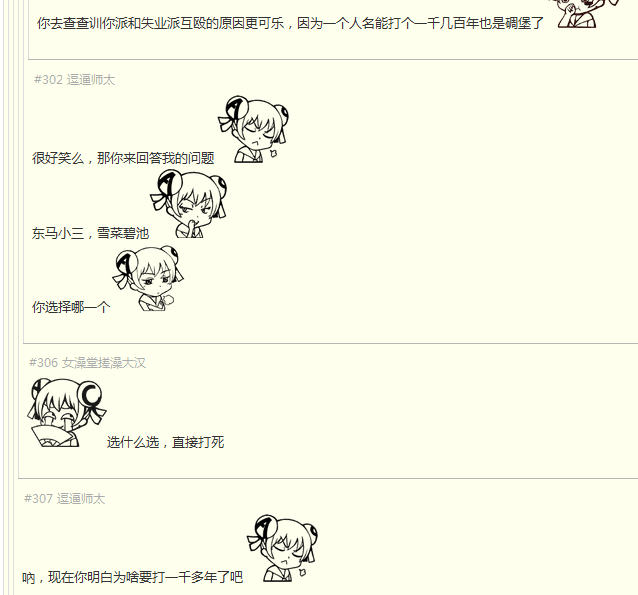 你去查查训你派和失业派互殴的原因更可乐，因为一个人名能打个一千几百年也是碉堡了
#302 逗逼师太
很好笑么，那你来回答我的问题
东马小三，雪菜碧池
你选择哪一个
#306 女澡堂搓澡大汉
选什么选，直接打死
#307 逗逼师太
呐，现在你明白为啥要打一千多年了吧